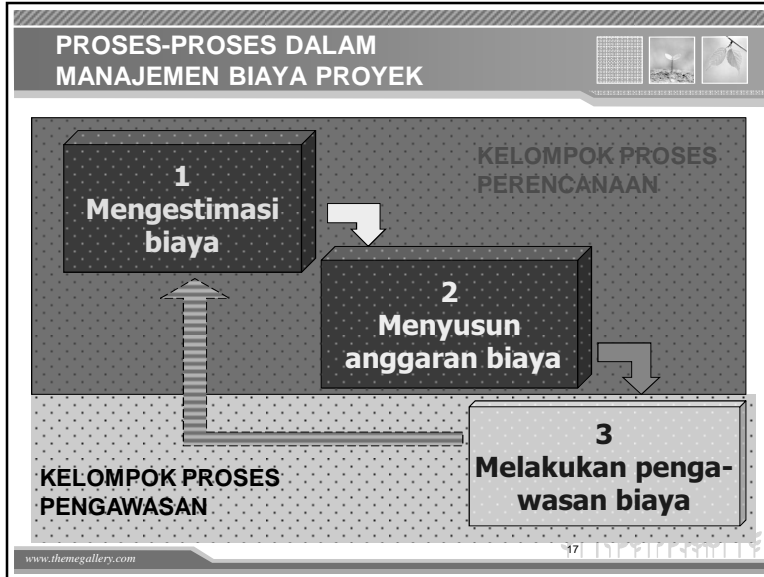 PROSES-PROSES DALAM
MANAJEMEN BIAYA PROYEK
KELOMPOK PROSES
PERENCANAAN
1
Mengestimasi
biaya
2
Menyusun
anggaran biaya
3
Melakukan penga-
wasan biaya
KELOMPOK PROSES
PENGAWASAN
www.themegallery.com
17